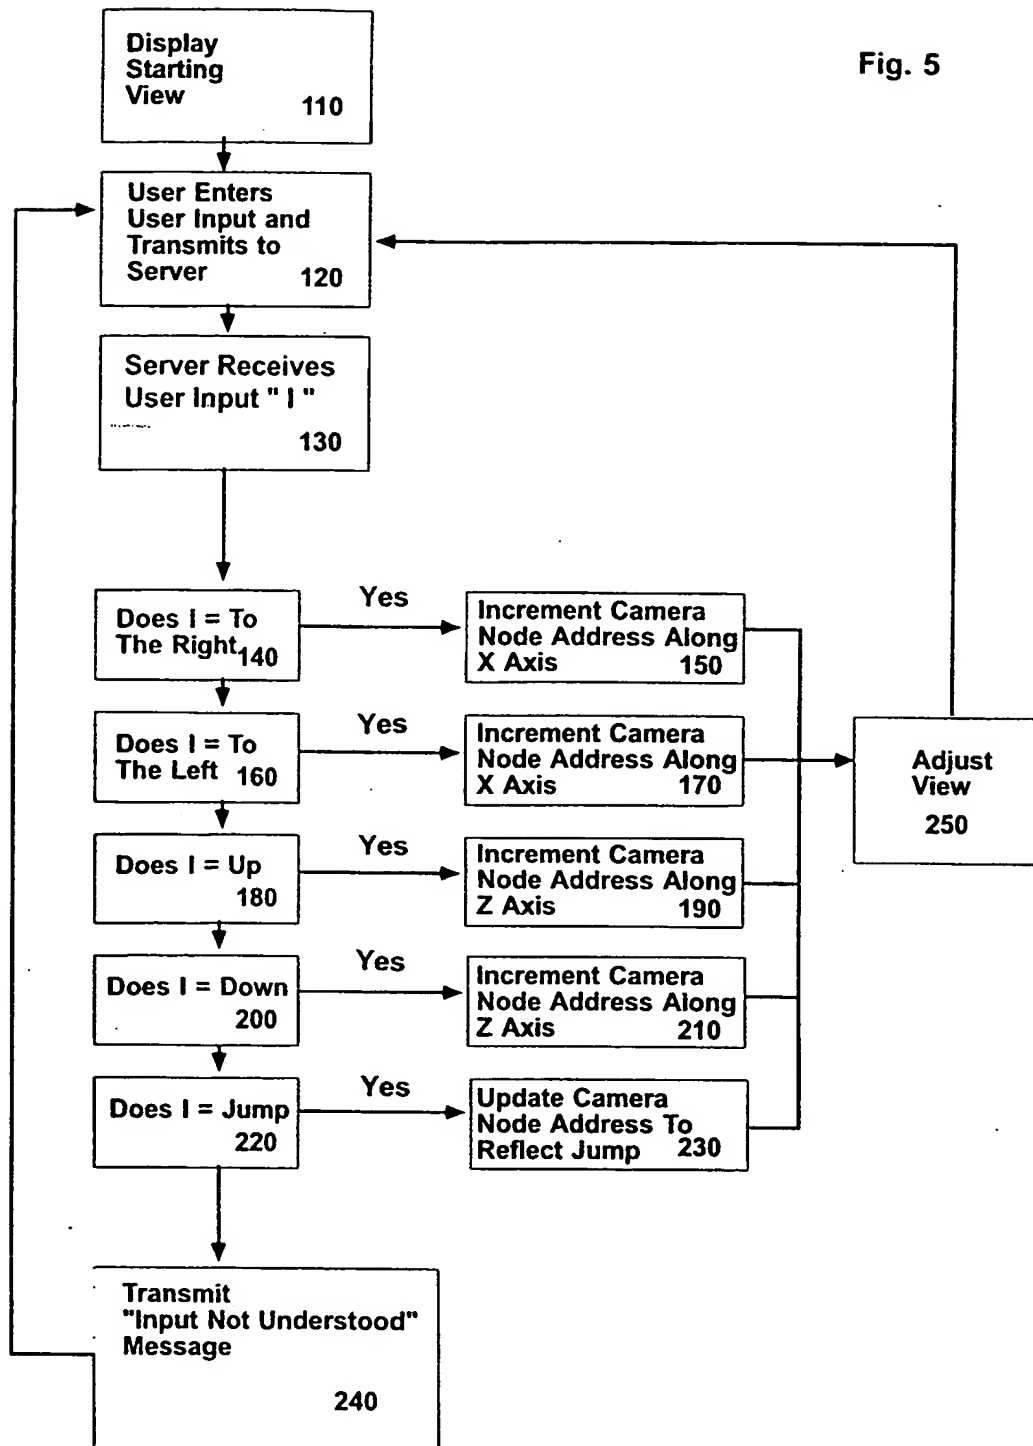 Fig. 5
Display
Starting
View
110
User Enters
User Input and
Transmits to
Server
120
Server Receives
User Input " I "
130
Does I = To
The Right
140
Yes
Increment Camera
Node Address Along
X Axis
150
Does I = To
The Left
160
Yes
Increment Camera
Node Address Along
X Axis
170
Adjust
View
250
Does I = Up
180
Yes
Increment Camera
Node Address Along
Z Axis
190
Does I = Down
200
Yes
Increment Camera
Node Address Along
Z Axis
210
Does I = Jump
220
Yes
Update Camera
Node Address To
Reflect Jump
230
Transmit
"Input Not Understood"
Message
240